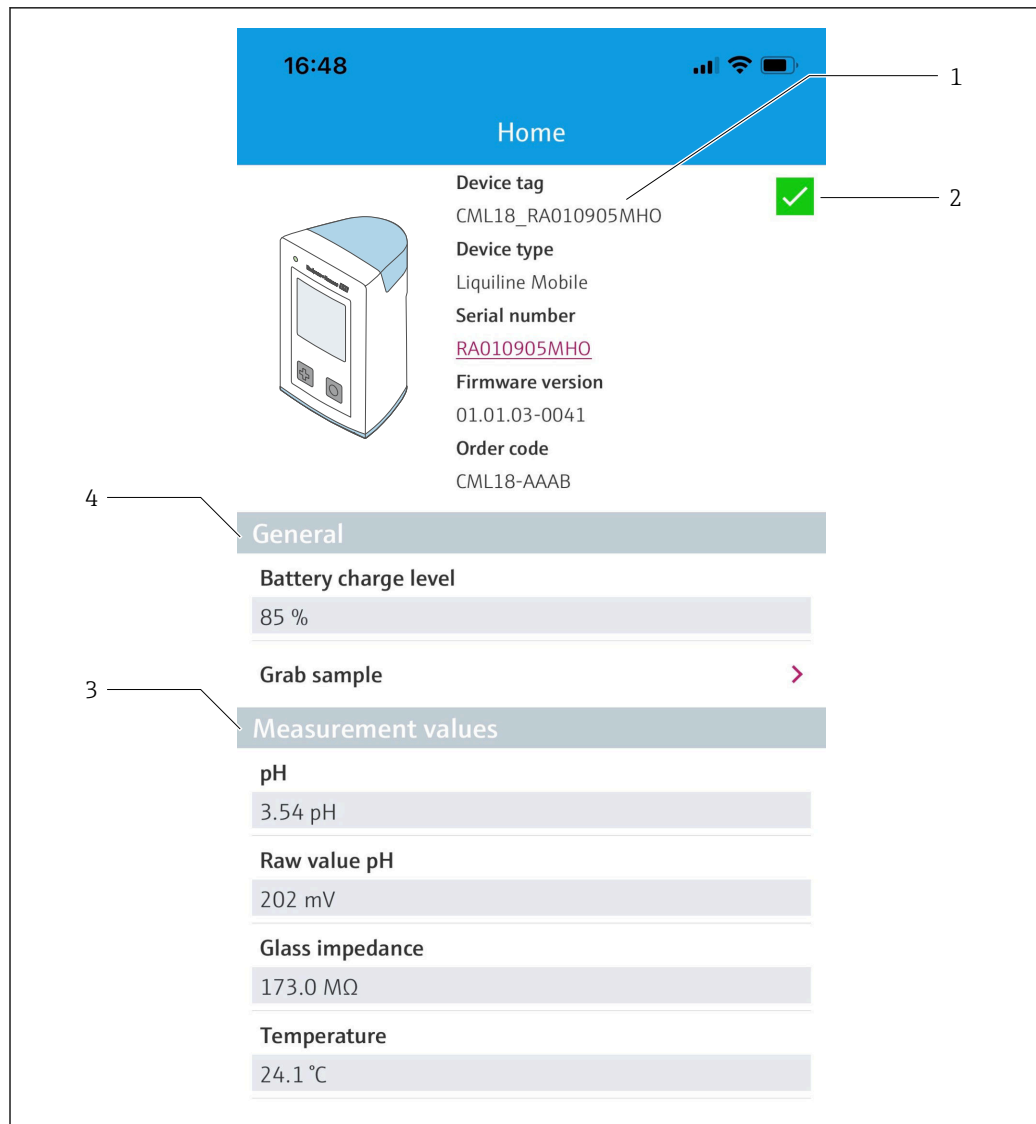 16:48
1
Home
Device tag
2
CML18_RA010905MHO
Device type
Liquiline Mobile
Serial number
RA010905MHO
Firmware version
01.01.03-0041
Order code
CML18-AAAB
4
General
Battery charge level
85 %
Grab sample
3
Measurement values
pH
3.54 pH
Raw value pH
202 mV
Glass impedance
173.0 MΩ
Temperature
24.1 °C